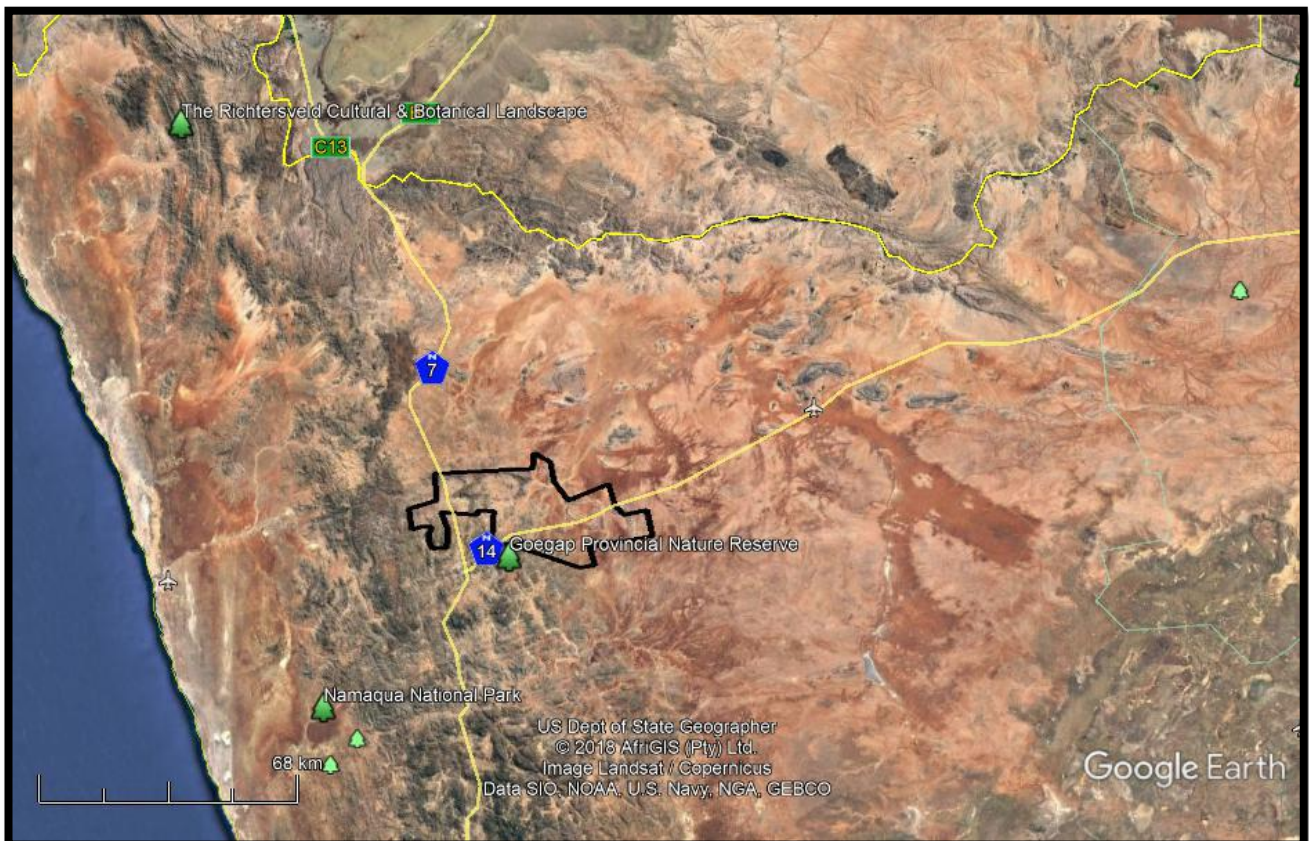 The Richtersveld Cultural & Botanical Landscape
C13
N
7
N
14
Goegap Provincial Nature Reserve
Namaqua National Park
68 km
US Dept of State Geographer
© 2018 AfriGIS (Pty) Ltd.
Image Landsat / Copernicus
Data SIO, NOAA, U.S. Navy, NGA, GEBCO
Google Earth